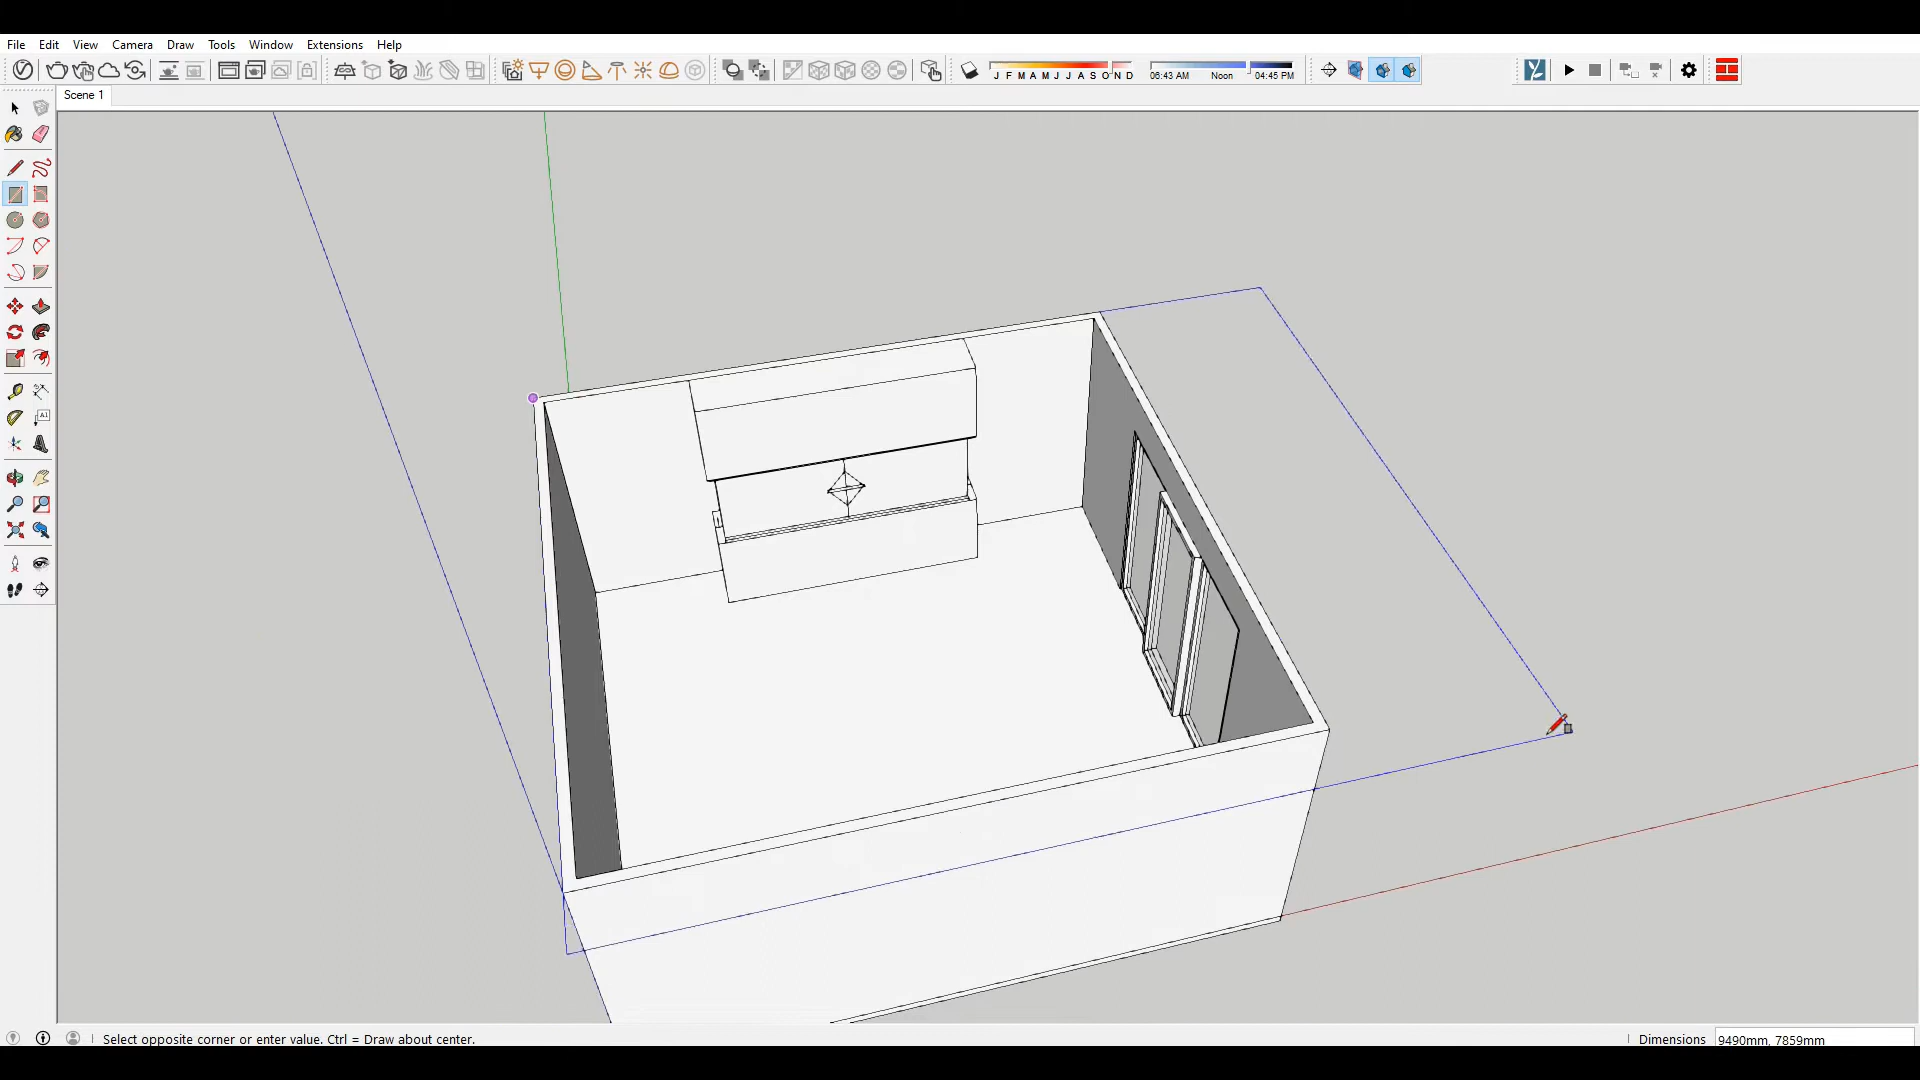 File Edit View Camera Draw Tools Window Extensions Help
J F M A M J J A S O N D 06:43 AM Noon 04:45 PM
Scene 1
A1
Select opposite corner or enter value. Ctrl = Draw about center. Dimensions 9490mm, 7859mm